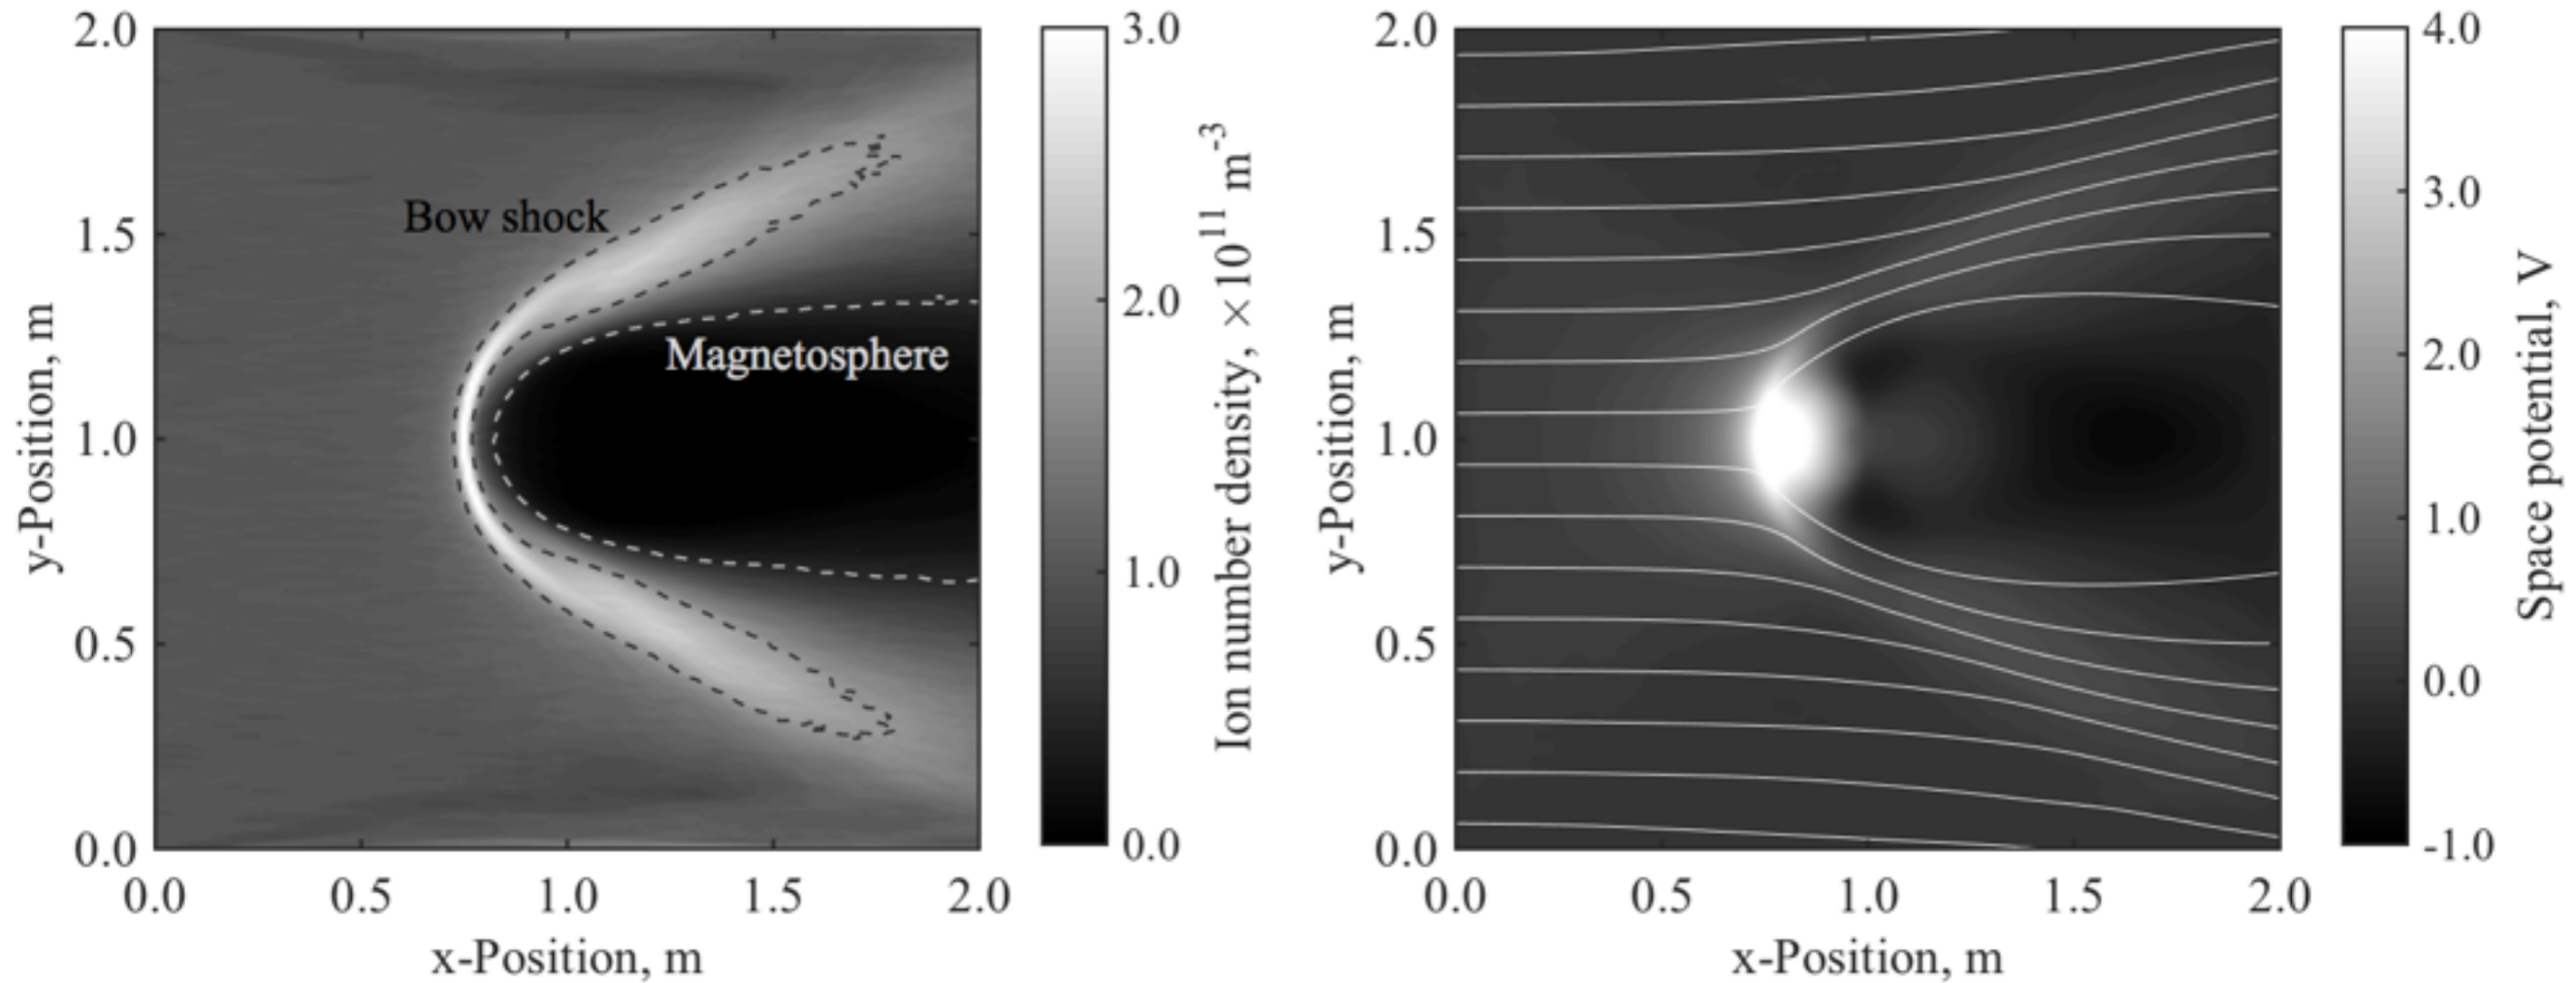 2.0
1.5
1.0
0.5
0.0
y-Position, m
0.0 0.5 1.0 1.5 2.0
x-Position, m
Bow shock
Magnetosphere
3.0
2.0
1.0
0.0
Ion number density, ×10¹¹ m⁻³
2.0
1.5
1.0
0.5
0.0
y-Position, m
0.0 0.5 1.0 1.5 2.0
x-Position, m
4.0
3.0
2.0
1.0
0.0
-1.0
Space potential, V